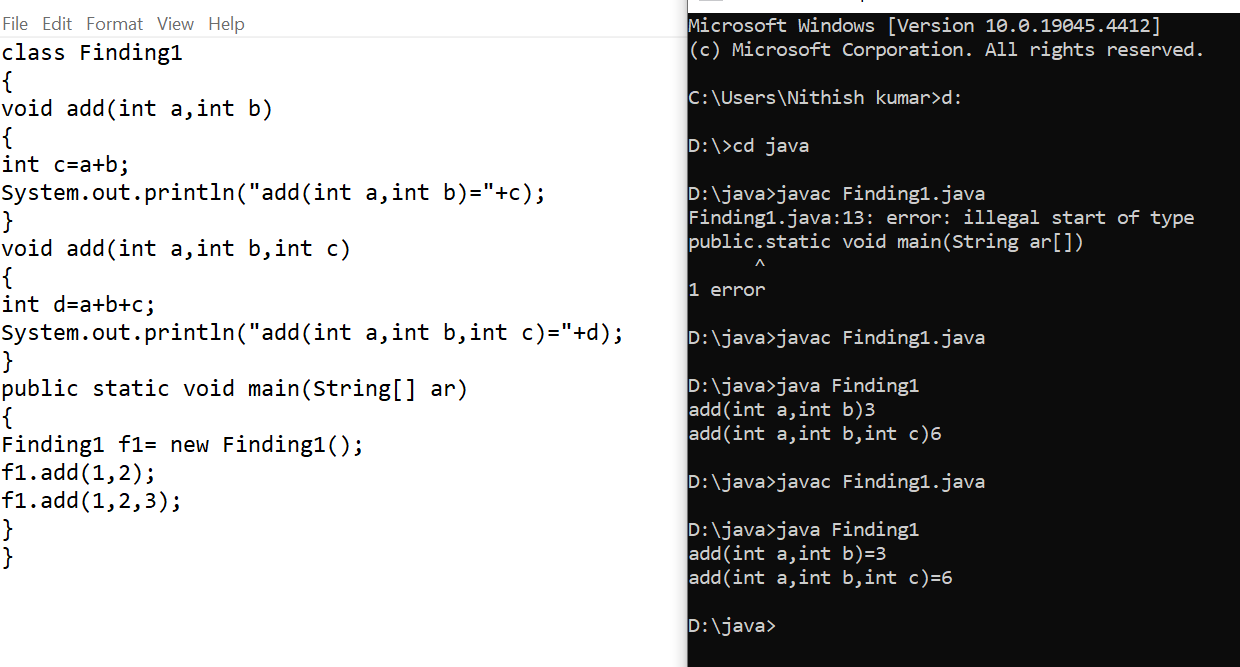 File Edit Format View Help
class Finding1
{
void add(int a,int b)
{
int c=a+b;
System.out.println("add(int a,int b)="+c);
}
void add(int a,int b,int c)
{
int d=a+b+c;
System.out.println("add(int a,int b,int c)="+d);
}
public static void main(String[] ar)
{
Finding1 f1= new Finding1();
f1.add(1,2);
f1.add(1,2,3);
}
}
Microsoft Windows [Version 10.0.19045.4412]
(c) Microsoft Corporation. All rights reserved.
C:\Users\Nithish kumar>d:
D:\>cd java
D:\java>javac Finding1.java
Finding1.java:13: error: illegal start of type
public.static void main(String ar[])
^
1 error
D:\java>javac Finding1.java
D:\java>java Finding1
add(int a,int b)3
add(int a,int b,int c)6
D:\java>javac Finding1.java
D:\java>java Finding1
add(int a,int b)=3
add(int a,int b,int c)=6
D:\java>